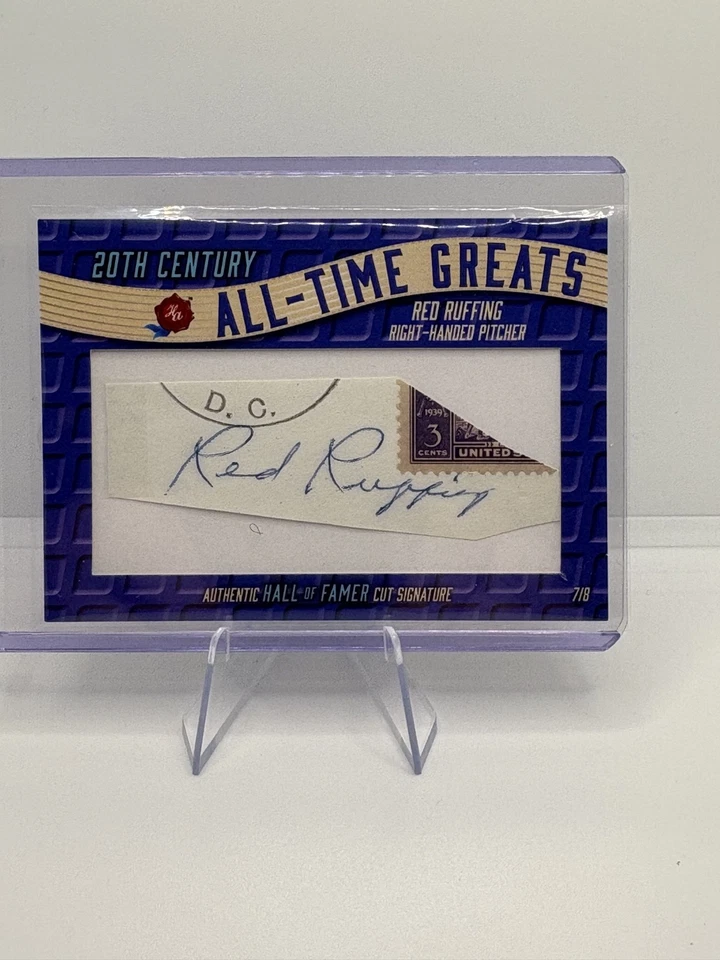 20TH CENTURY
ALL-TIME GREATS
Ha
RED RUFFING
RIGHT-HANDED PITCHER
D. C.
1939
3
CENTS
UNITED S
Red Ruffing
AUTHENTIC HALL OF FAMER CUT SIGNATURE
7/8